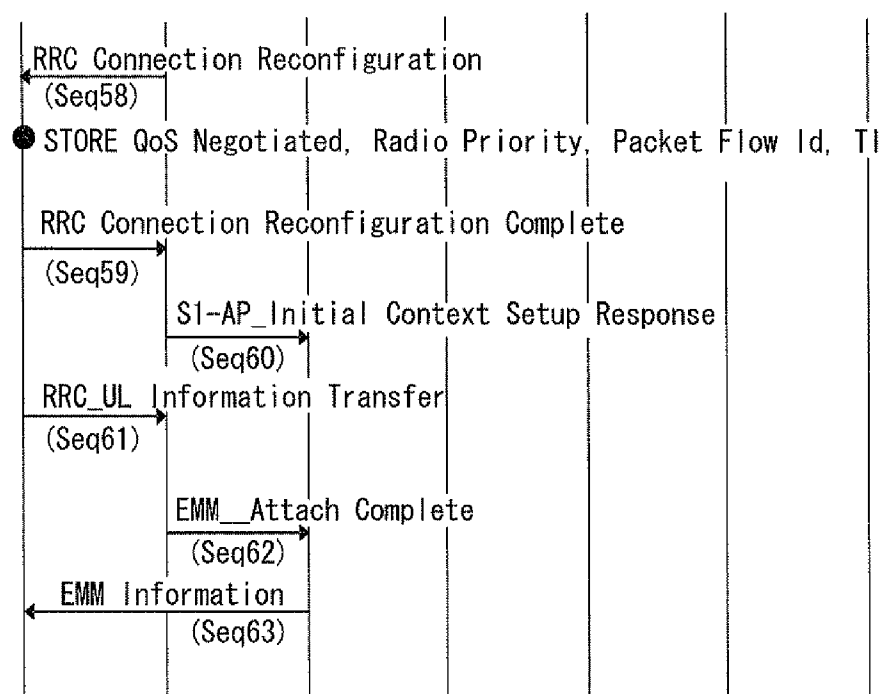 RRC Connection Reconfiguration
(Seq58)
STORE QoS Negotiated, Radio Priority, Packet Flow Id, TI
RRC Connection Reconfiguration Complete
(Seq59)
S1-AP_Initial Context Setup Response
(Seq60)
RRC_UL Information Transfer
(Seq61)
EMM__Attach Complete
(Seq62)
EMM Information
(Seq63)